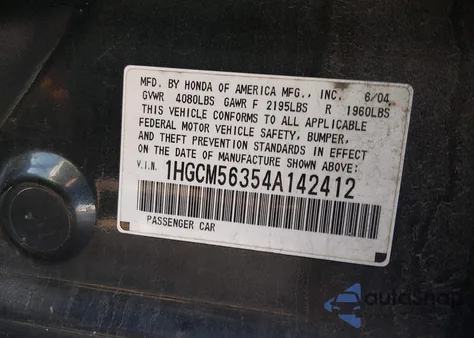 MFD. BY HONDA OF AMERICA MFG., INC. 6/04
GVWR 4080LBS GAWR F 2195LBS R 1960LBS
THIS VEHICLE CONFORMS TO ALL APPLICABLE
FEDERAL MOTOR VEHICLE SAFETY, BUMPER,
AND THEFT PREVENTION STANDARDS IN EFFECT
ON THE DATE OF MANUFACTURE SHOWN ABOVE:
V.I.N. 1HGCM56354A142412
PASSENGER CAR
autoSnap